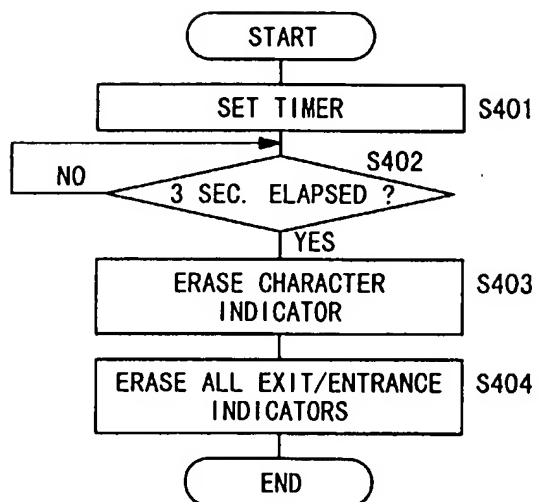 START
SET TIMER
S401
S402
NO
3 SEC. ELAPSED ?
YES
ERASE CHARACTER
INDICATOR
S403
ERASE ALL EXIT/ENTRANCE
INDICATORS
S404
END